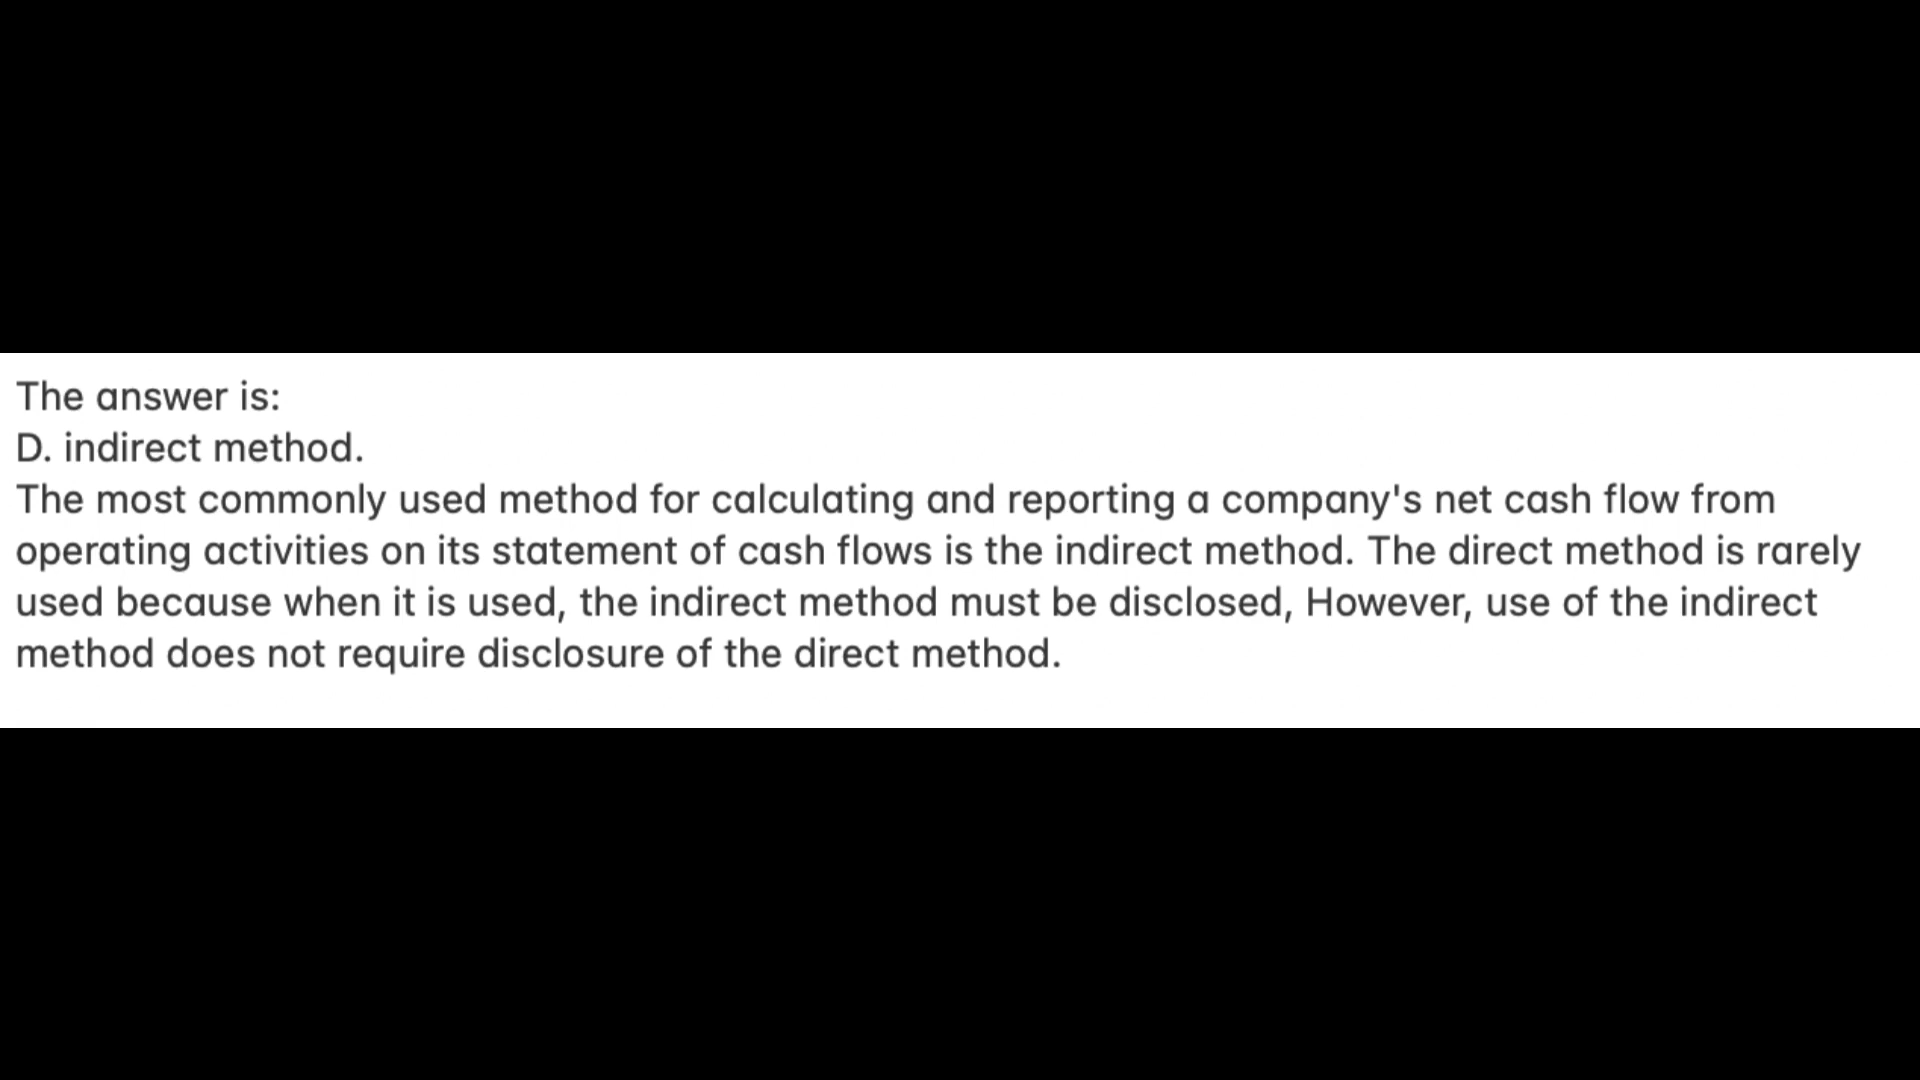 The answer is:
D. indirect method.
The most commonly used method for calculating and reporting a company's net cash flow from
operating activities on its statement of cash flows is the indirect method. The direct method is rarely
used because when it is used, the indirect method must be disclosed, However, use of the indirect
method does not require disclosure of the direct method.